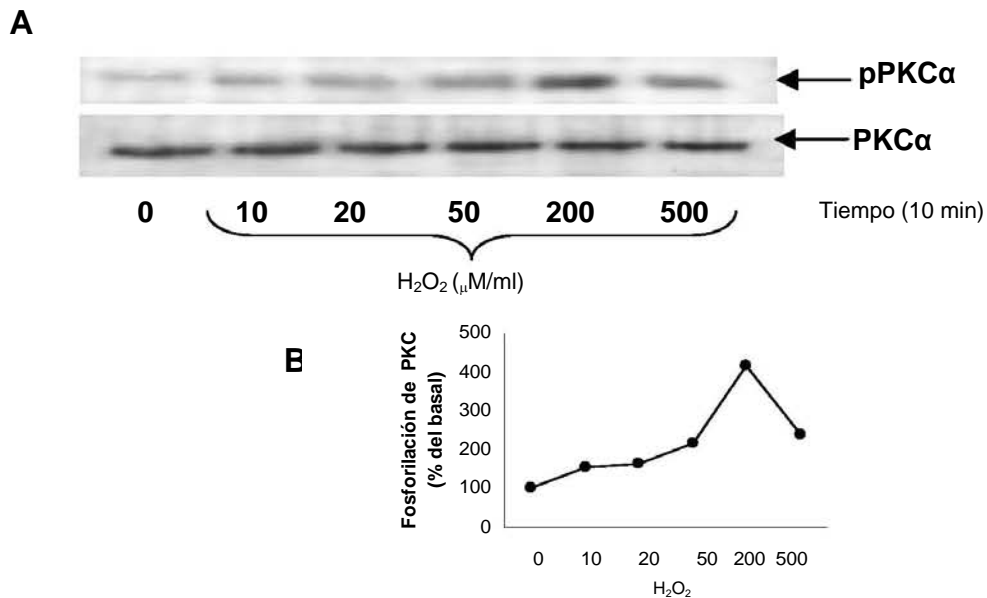 A
pPKCα
PKCα
0 10 20 50 200 500 Tiempo (10 min)
H₂O₂ (μM/ml)
B
Fosforilación de PKC
(% del basal)
500
400
300
200
100
0
0 10 20 50 200 500
H₂O₂